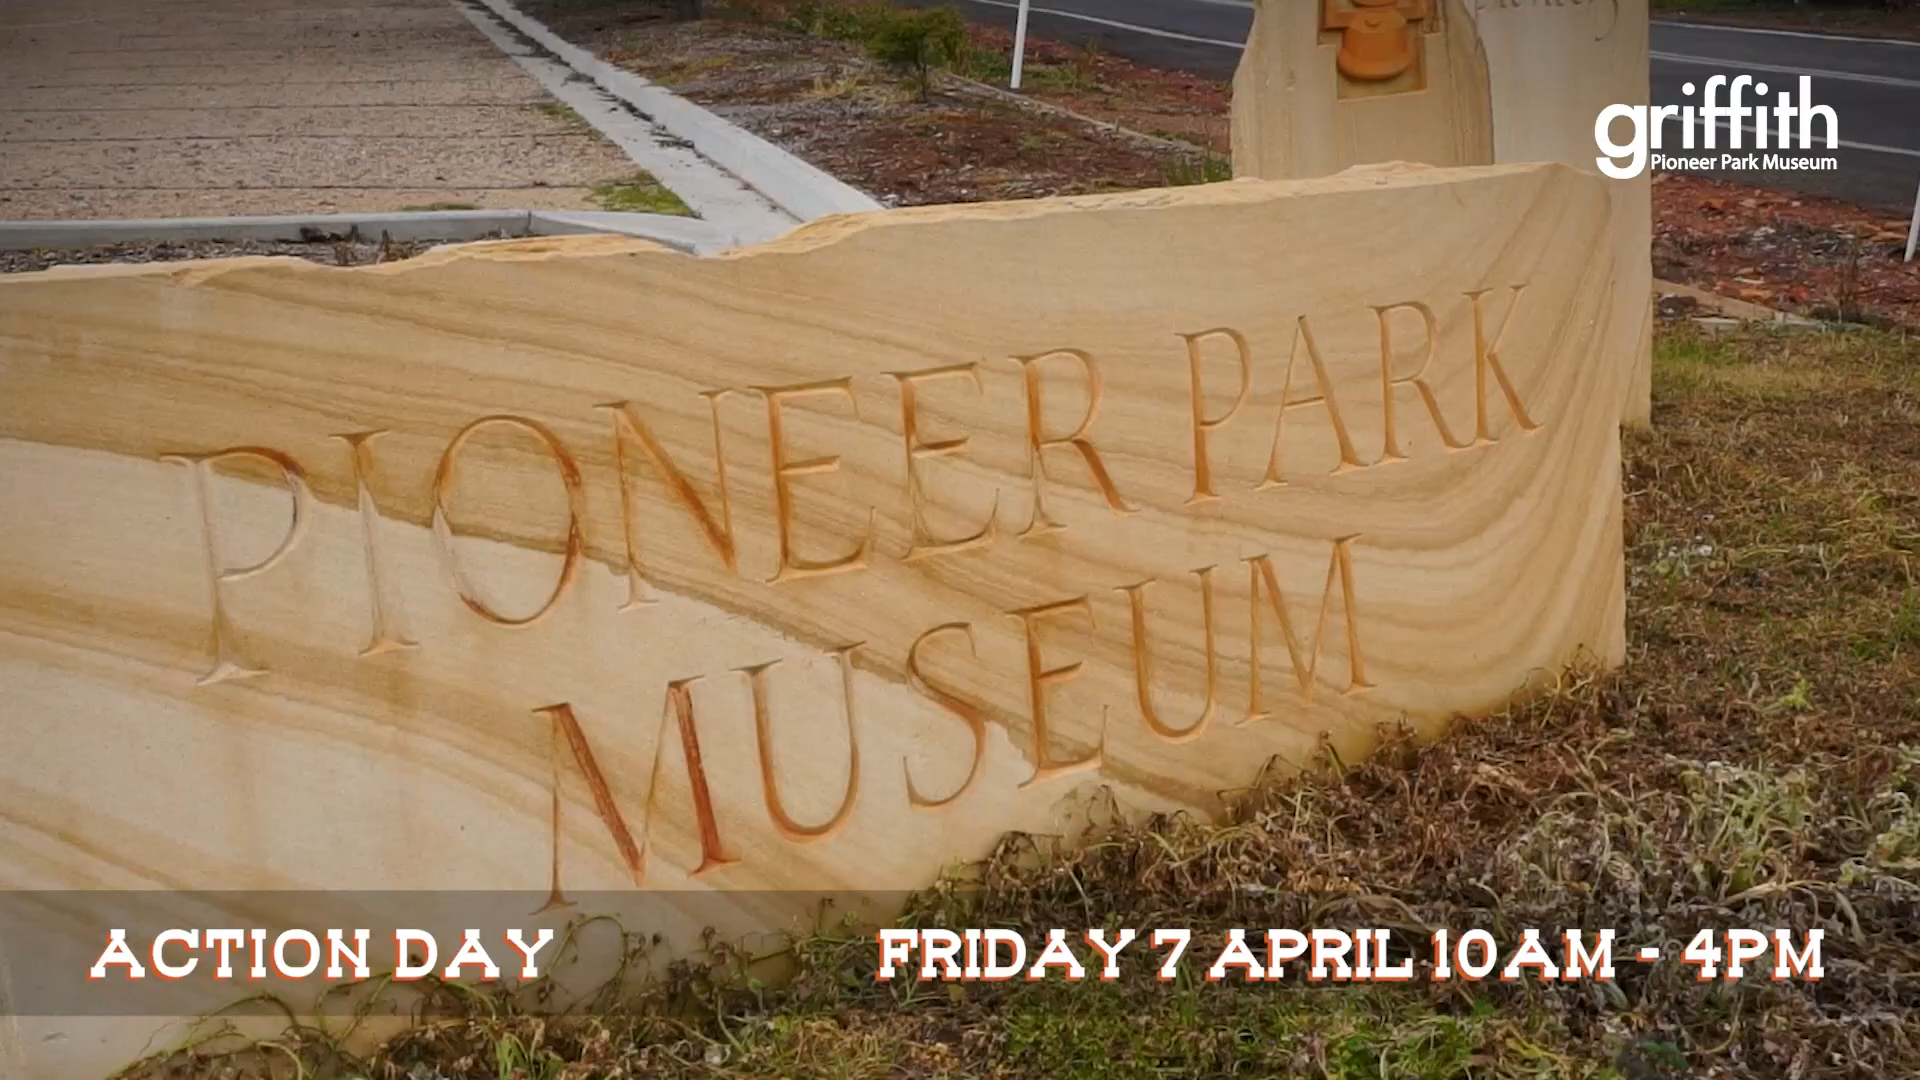 griffith
Pioneer Park Museum
PIONEER PARK
MUSEUM
ACTION DAY
FRIDAY 7 APRIL 10AM - 4PM